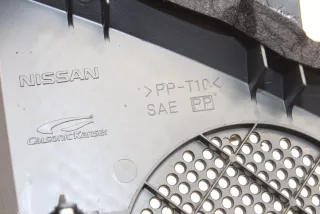 NISSAN
>PP-T10<
SAE PP
CalsonicKansei